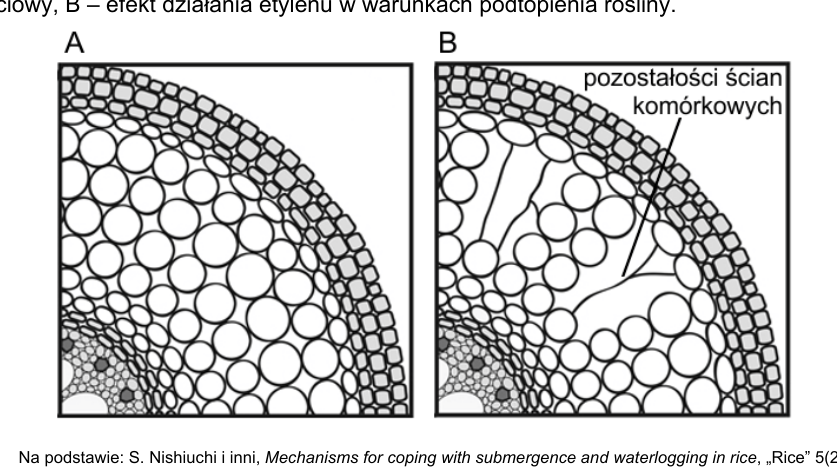 ciowy, B – efekt działania etylenu w warunkach podtopienia rośliny.
A
B
pozostałości ścian
komórkowych
Na podstawie: S. Nishiuchi i inni, Mechanisms for coping with submergence and waterlogging in rice, „Rice” 5(